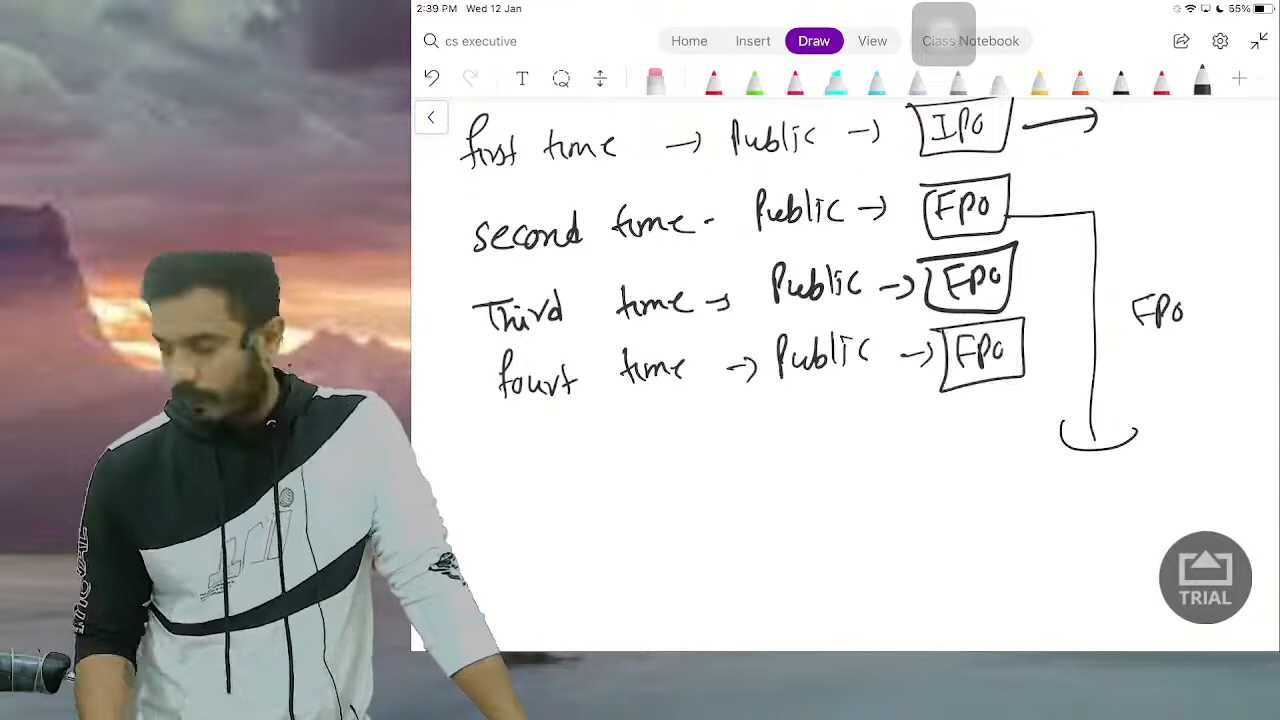 2:39 PM Wed 12 Jan 55%
cs executive Home Insert Draw View Class Notebook
first time → Public → IPO →
second time - Public → FPO
Third time → Public → FPO
FPO
fourt time → Public → FPO
TRIAL